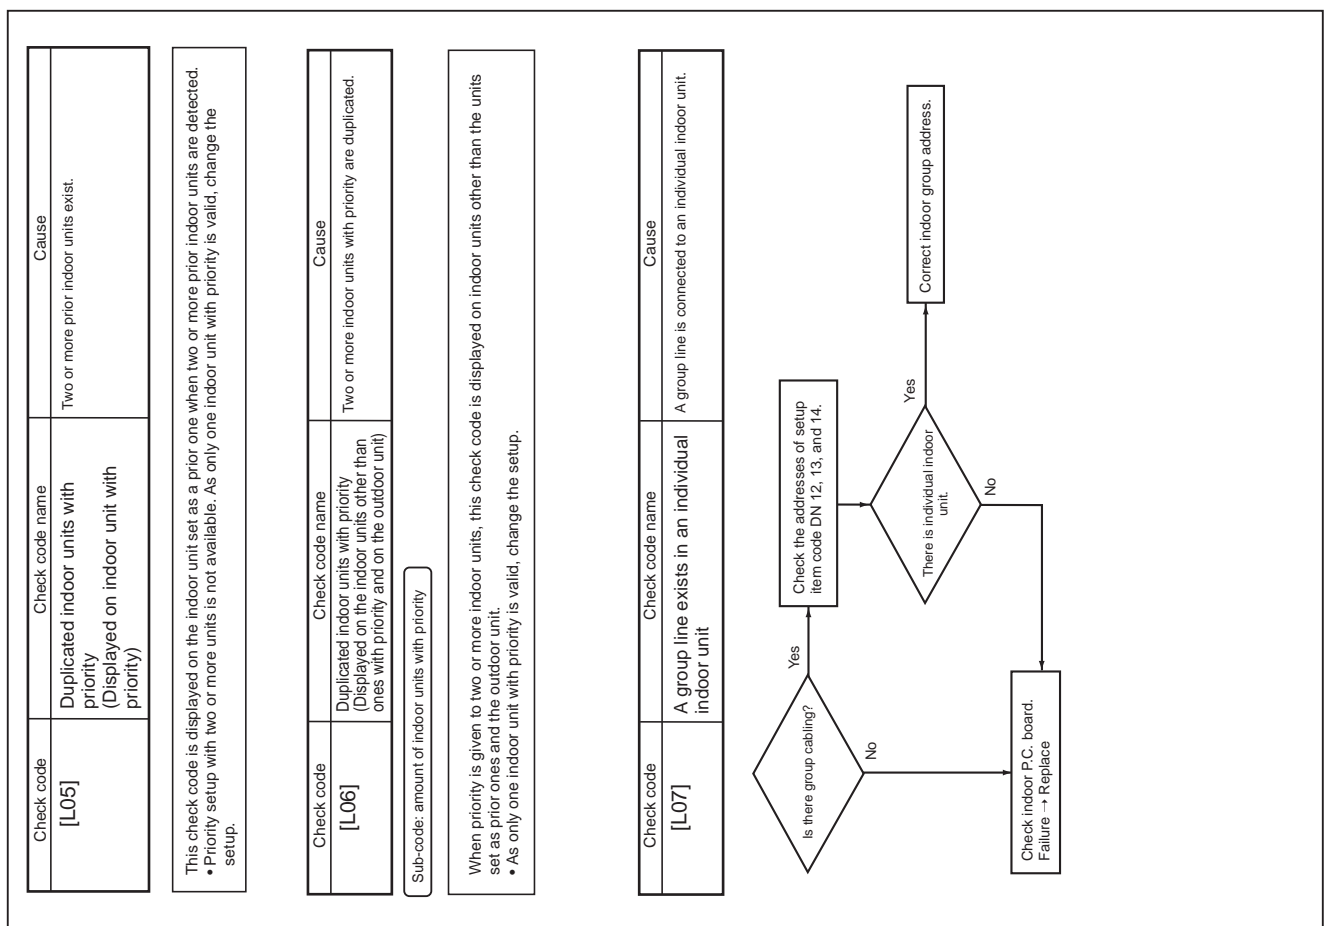 Check code
Check code name
Cause
[L05]
Duplicated indoor units with
priority
(Displayed on indoor unit with
priority)
Two or more prior indoor units exist.
This check code is displayed on the indoor unit set as a prior one when two or more prior indoor units are detected.
• Priority setup with two or more units is not available. As only one indoor unit with priority is valid, change the
setup.
Check code
Check code name
Cause
[L06]
Duplicated indoor units with priority
(Displayed on the indoor units other than
ones with priority and on the outdoor unit)
Two or more indoor units with priority are duplicated.
Sub-code: amount of indoor units with priority
When priority is given to two or more indoor units, this check code is displayed on indoor units other than the units
set as prior ones and the outdoor unit.
• As only one indoor unit with priority is valid, change the setup.
Check code
Check code name
Cause
[L07]
A group line exists in an individual
indoor unit
A group line is connected to an individual indoor unit.
Is there group cabling?
Yes
No
Check the addresses of setup
item code DN 12, 13, and 14.
There is individual indoor
unit.
Yes
No
Correct indoor group address.
Check indoor P.C. board.
Failure → Replace